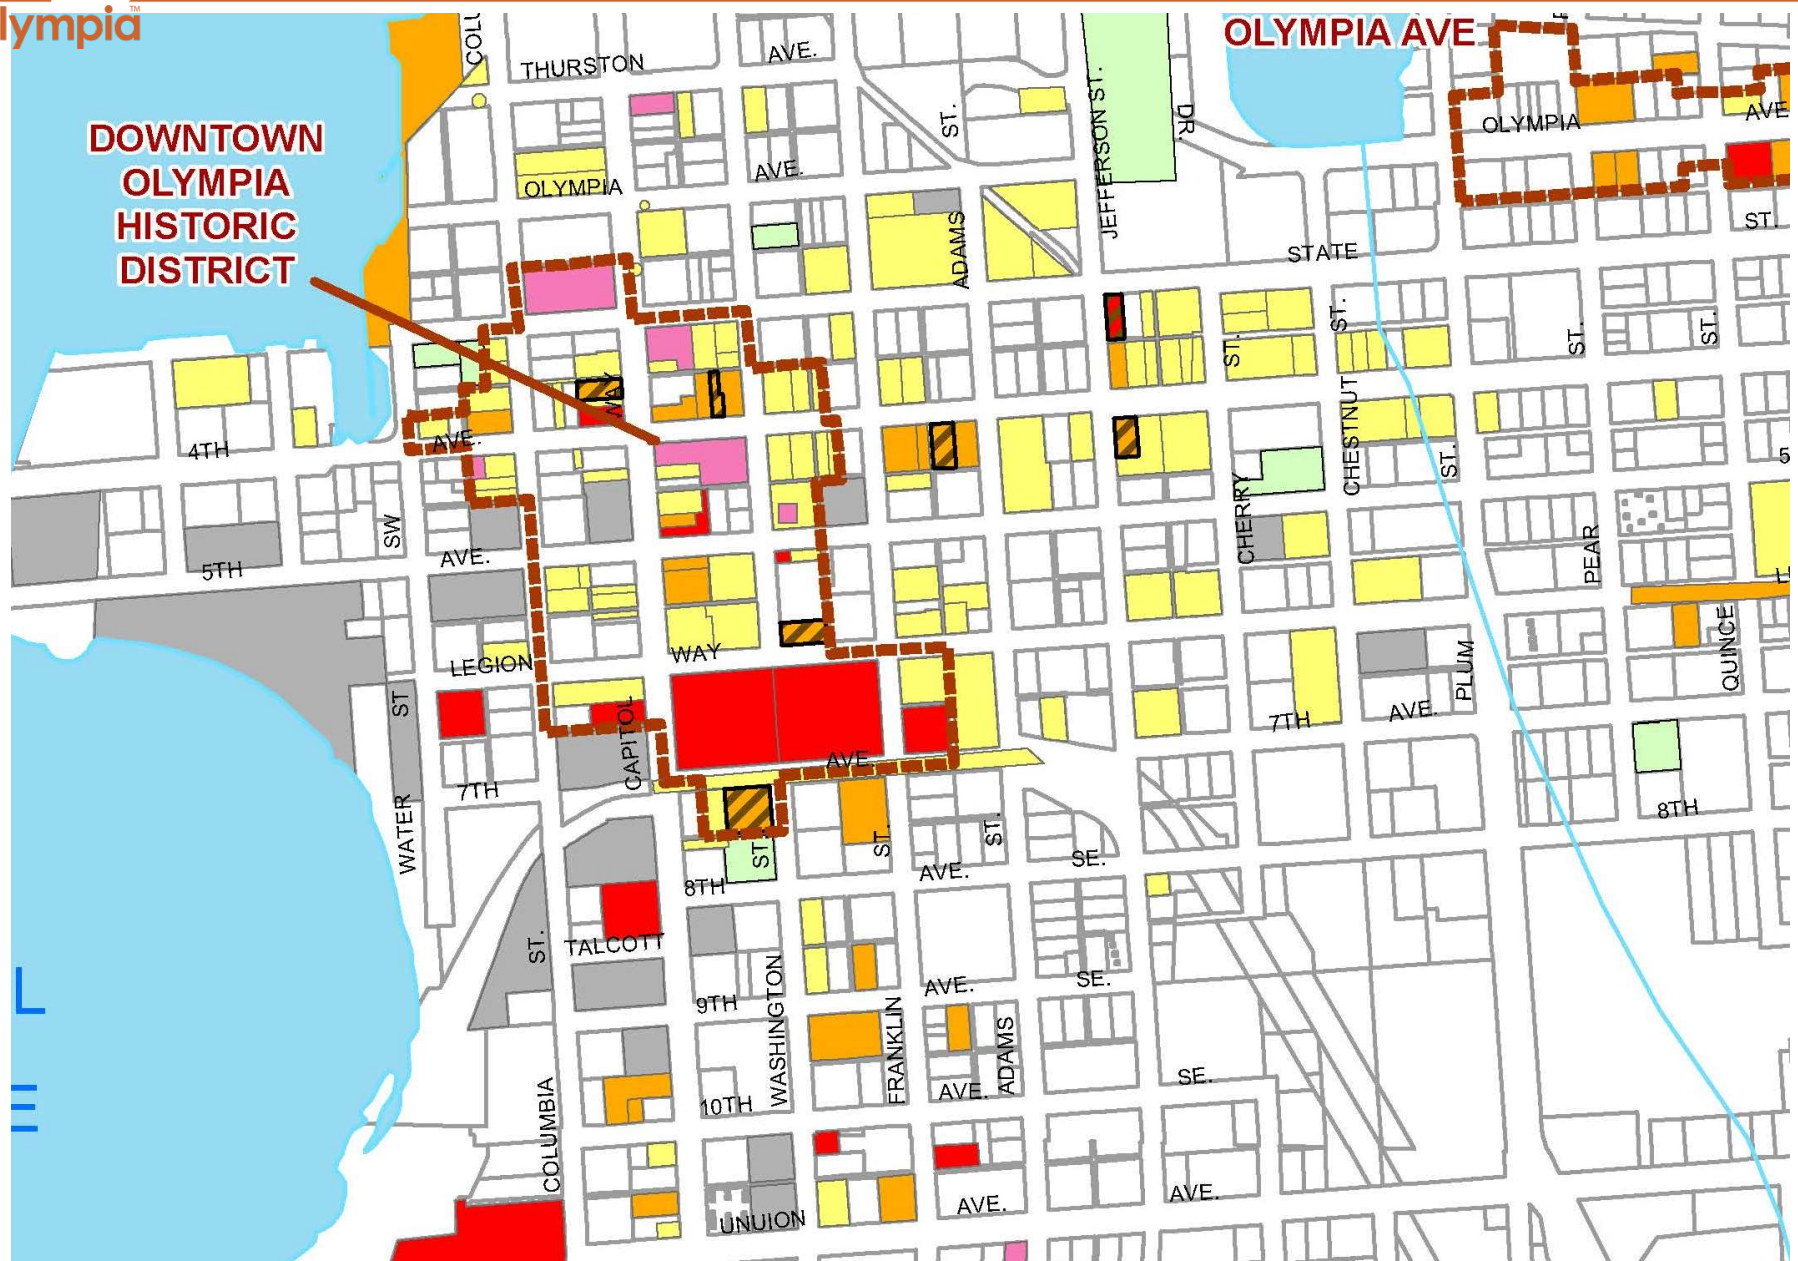 lympia™
DOWNTOWN
OLYMPIA
HISTORIC
DISTRICT
OLYMPIA AVE
COLU
THURSTON
AVE.
OLYMPIA
AVE.
ST.
JEFFERSON ST.
DR.
OLYMPIA
AVE
ST.
ADAMS
STATE
ST.
ST.
ST.
ST.
WAY
4TH
AVE.
CHESTNUT
ST.
5
SW
5TH
AVE.
CHERRY
PEAR
L
LEGION
WAY
PLUM
QUINCE
ST
CAPITOL
7TH
AVE.
AVE.
7TH
WATER
8TH
ST.
ST.
ST.
8TH
AVE.
SE.
ST.
TALCOTT
9TH
WASHINGTON
AVE.
SE.
L
FRANKLIN
ADAMS
10TH
AVE.
SE.
E
COLUMBIA
UNUION
AVE.
AVE.